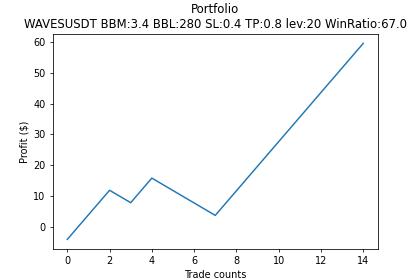 Portfolio
WAVESUSDT BBM:3.4 BBL:280 SL:0.4 TP:0.8 lev:20 WinRatio:67.0
60
50
40
30
20
10
0
Profit ($)
0 2 4 6 8 10 12 14
Trade counts